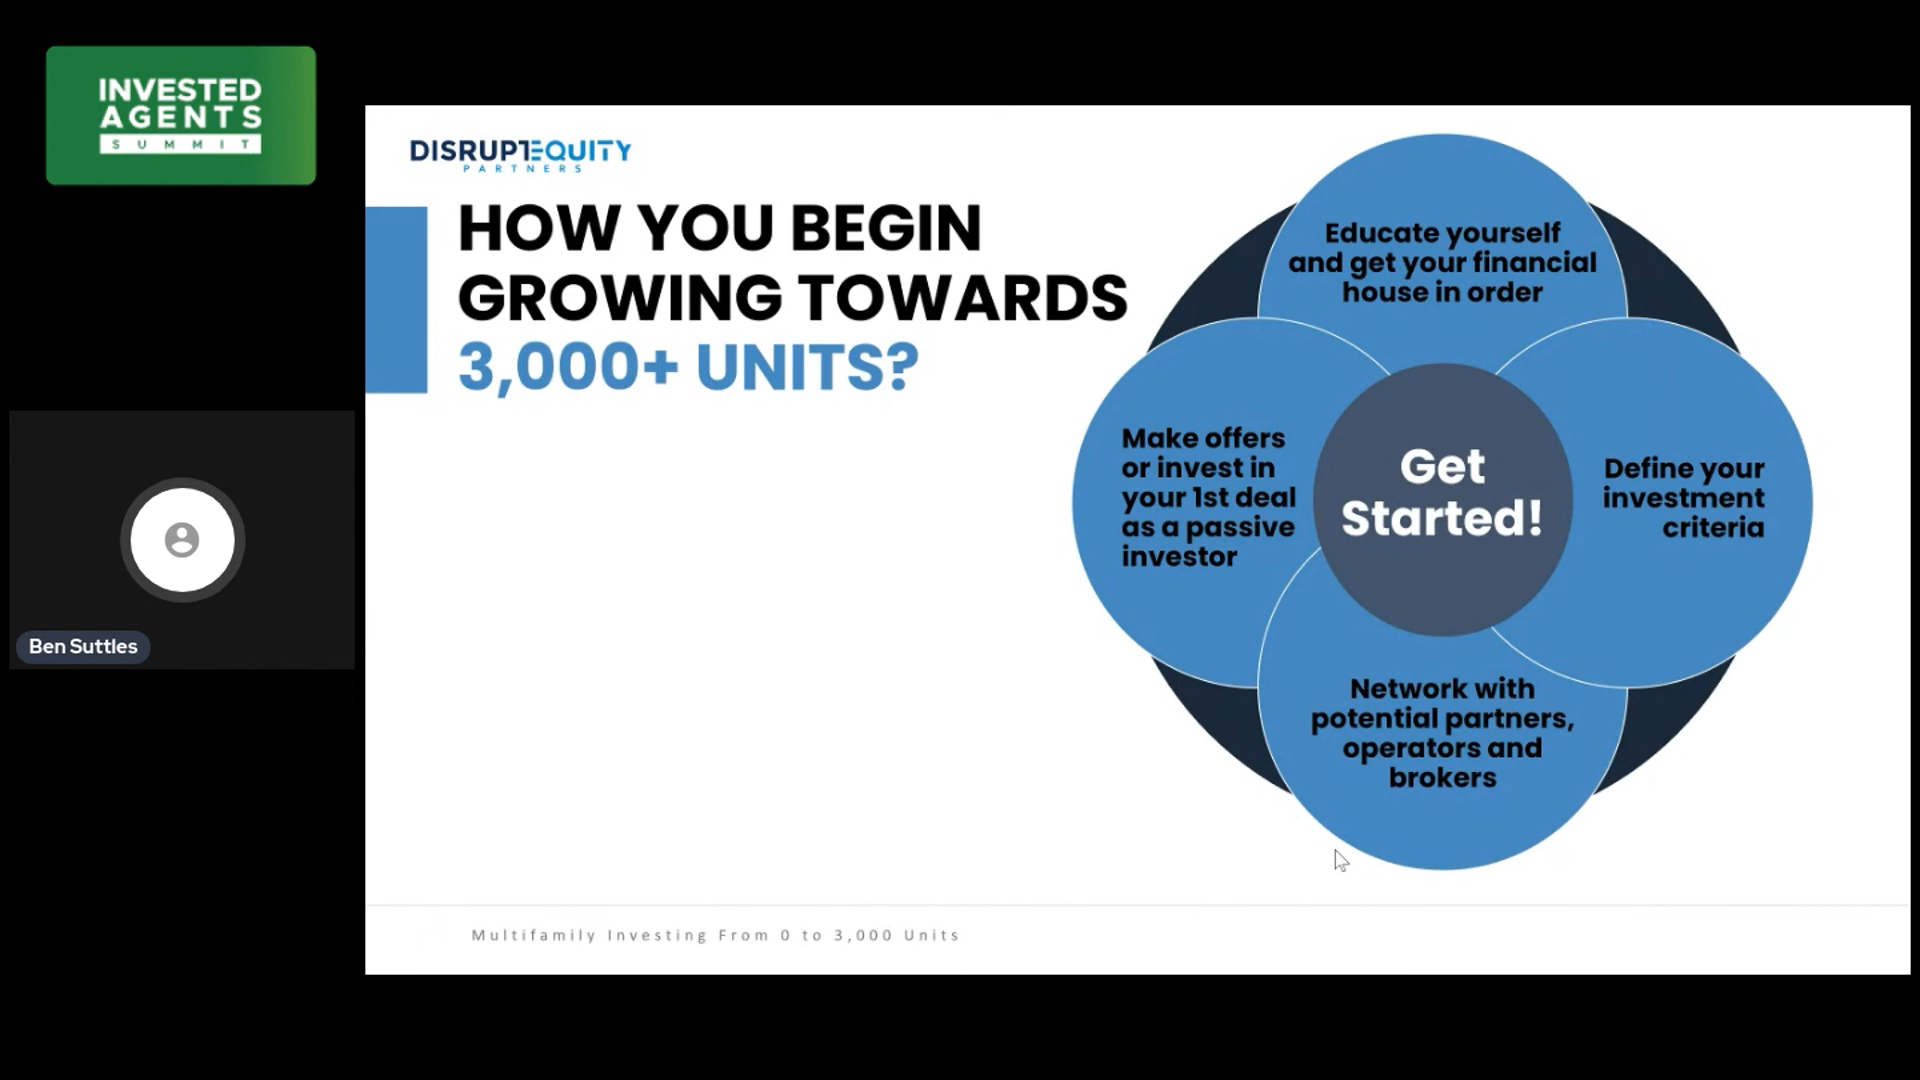 INVESTED
AGENTS
SUMMIT
DISRUPTEQUITY
PARTNERS
HOW YOU BEGIN
GROWING TOWARDS
3,000+ UNITS?
Educate yourself
and get your financial
house in order
Make offers
or invest in
your 1st deal
as a passive
investor
Get
Started!
Define your
investment
criteria
Network with
potential partners,
operators and
brokers
Ben Suttles
Multifamily Investing From 0 to 3,000 Units